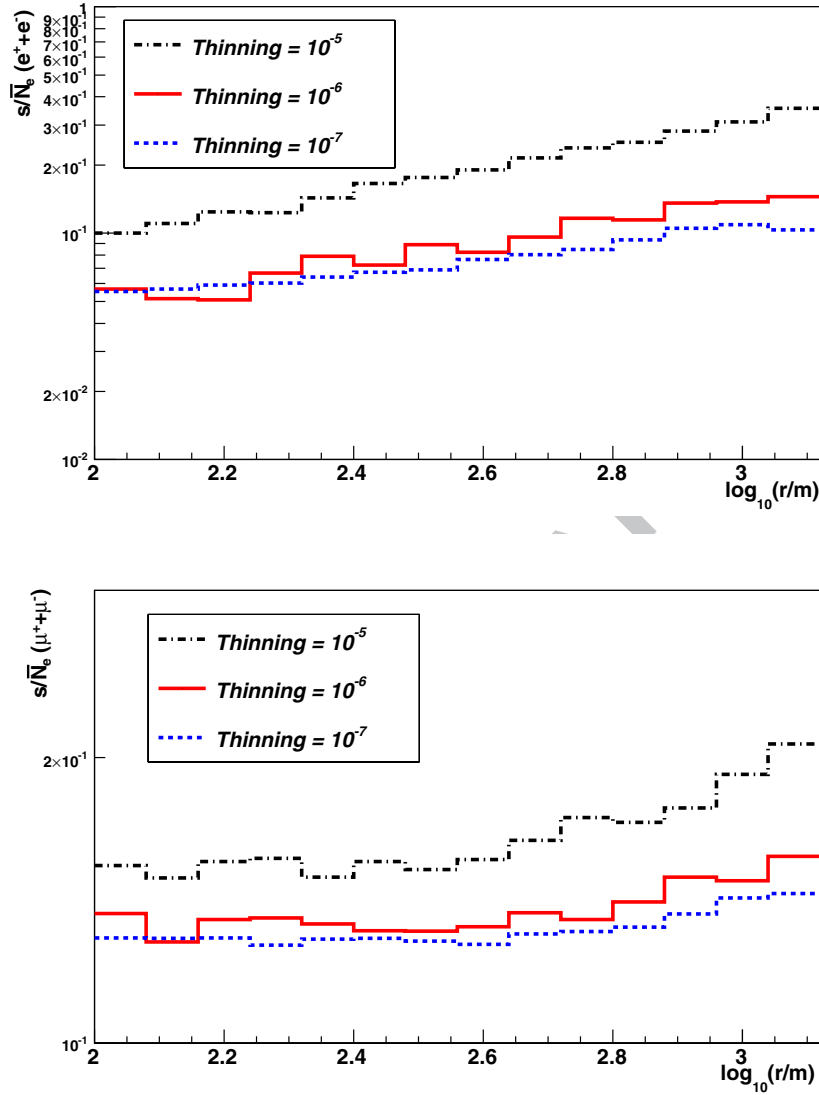 s/N̅ₑ (e⁺+e⁻)
1
9×10⁻¹
8×10⁻¹
7×10⁻¹
6×10⁻¹
5×10⁻¹
4×10⁻¹
3×10⁻¹
2×10⁻¹
10⁻¹
2×10⁻²
10⁻²
Thinning = 10⁻⁵
Thinning = 10⁻⁶
Thinning = 10⁻⁷
2 2.2 2.4 2.6 2.8 3
log₁₀(r/m)
s/N̅ₑ (μ⁺+μ⁻)
2×10⁻¹
10⁻¹
Thinning = 10⁻⁵
Thinning = 10⁻⁶
Thinning = 10⁻⁷
2 2.2 2.4 2.6 2.8 3
log₁₀(r/m)